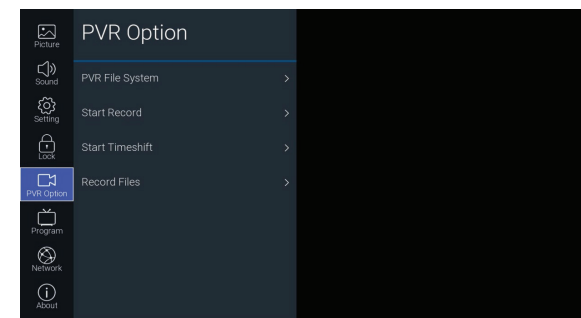 Picture
Sound
Setting
Lock
PVR Option
Program
Network
About
PVR Option
PVR File System
Start Record
Start Timeshift
Record Files